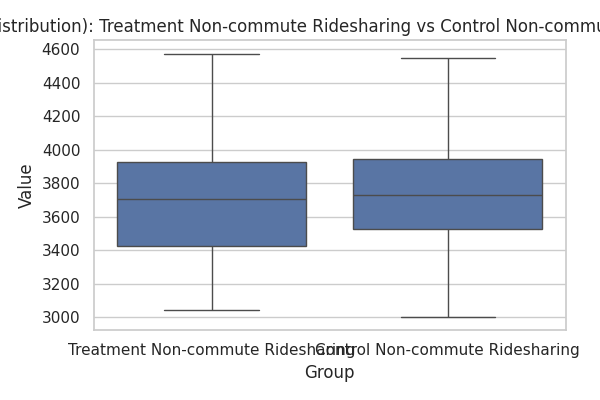 istribution): Treatment Non-commute Ridesharing vs Control Non-commu
4600
4400
4200
4000
3800
3600
3400
3200
3000
Value
Treatment Non-commute Ridesharing
Control Non-commute Ridesharing
Group